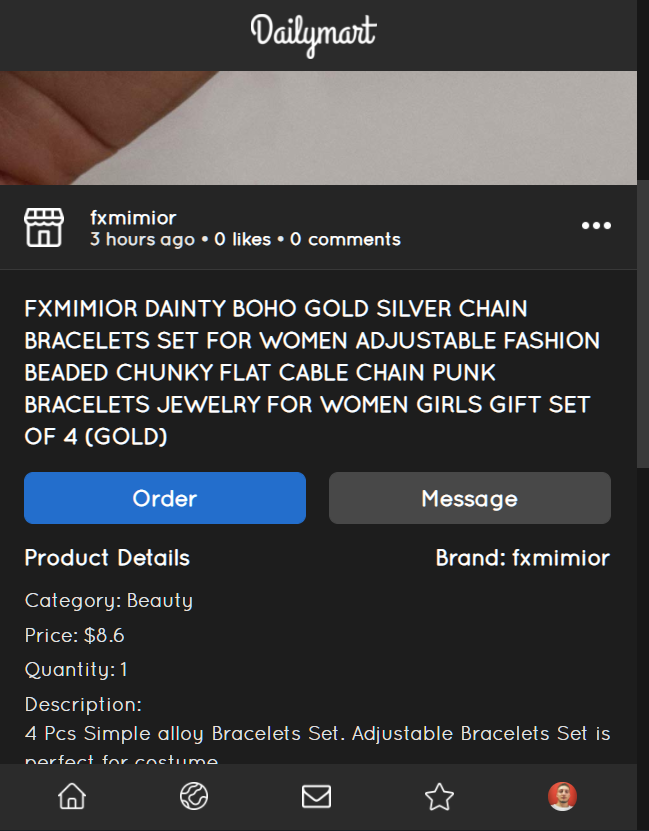 Dailymart
fxmimior
3 hours ago • 0 likes • 0 comments
FXMIMIOR DAINTY BOHO GOLD SILVER CHAIN
BRACELETS SET FOR WOMEN ADJUSTABLE FASHION
BEADED CHUNKY FLAT CABLE CHAIN PUNK
BRACELETS JEWELRY FOR WOMEN GIRLS GIFT SET
OF 4 (GOLD)
Order
Message
Product Details
Brand: fxmimior
Category: Beauty
Price: $8.6
Quantity: 1
Description:
4 Pcs Simple alloy Bracelets Set. Adjustable Bracelets Set is
perfect for costume